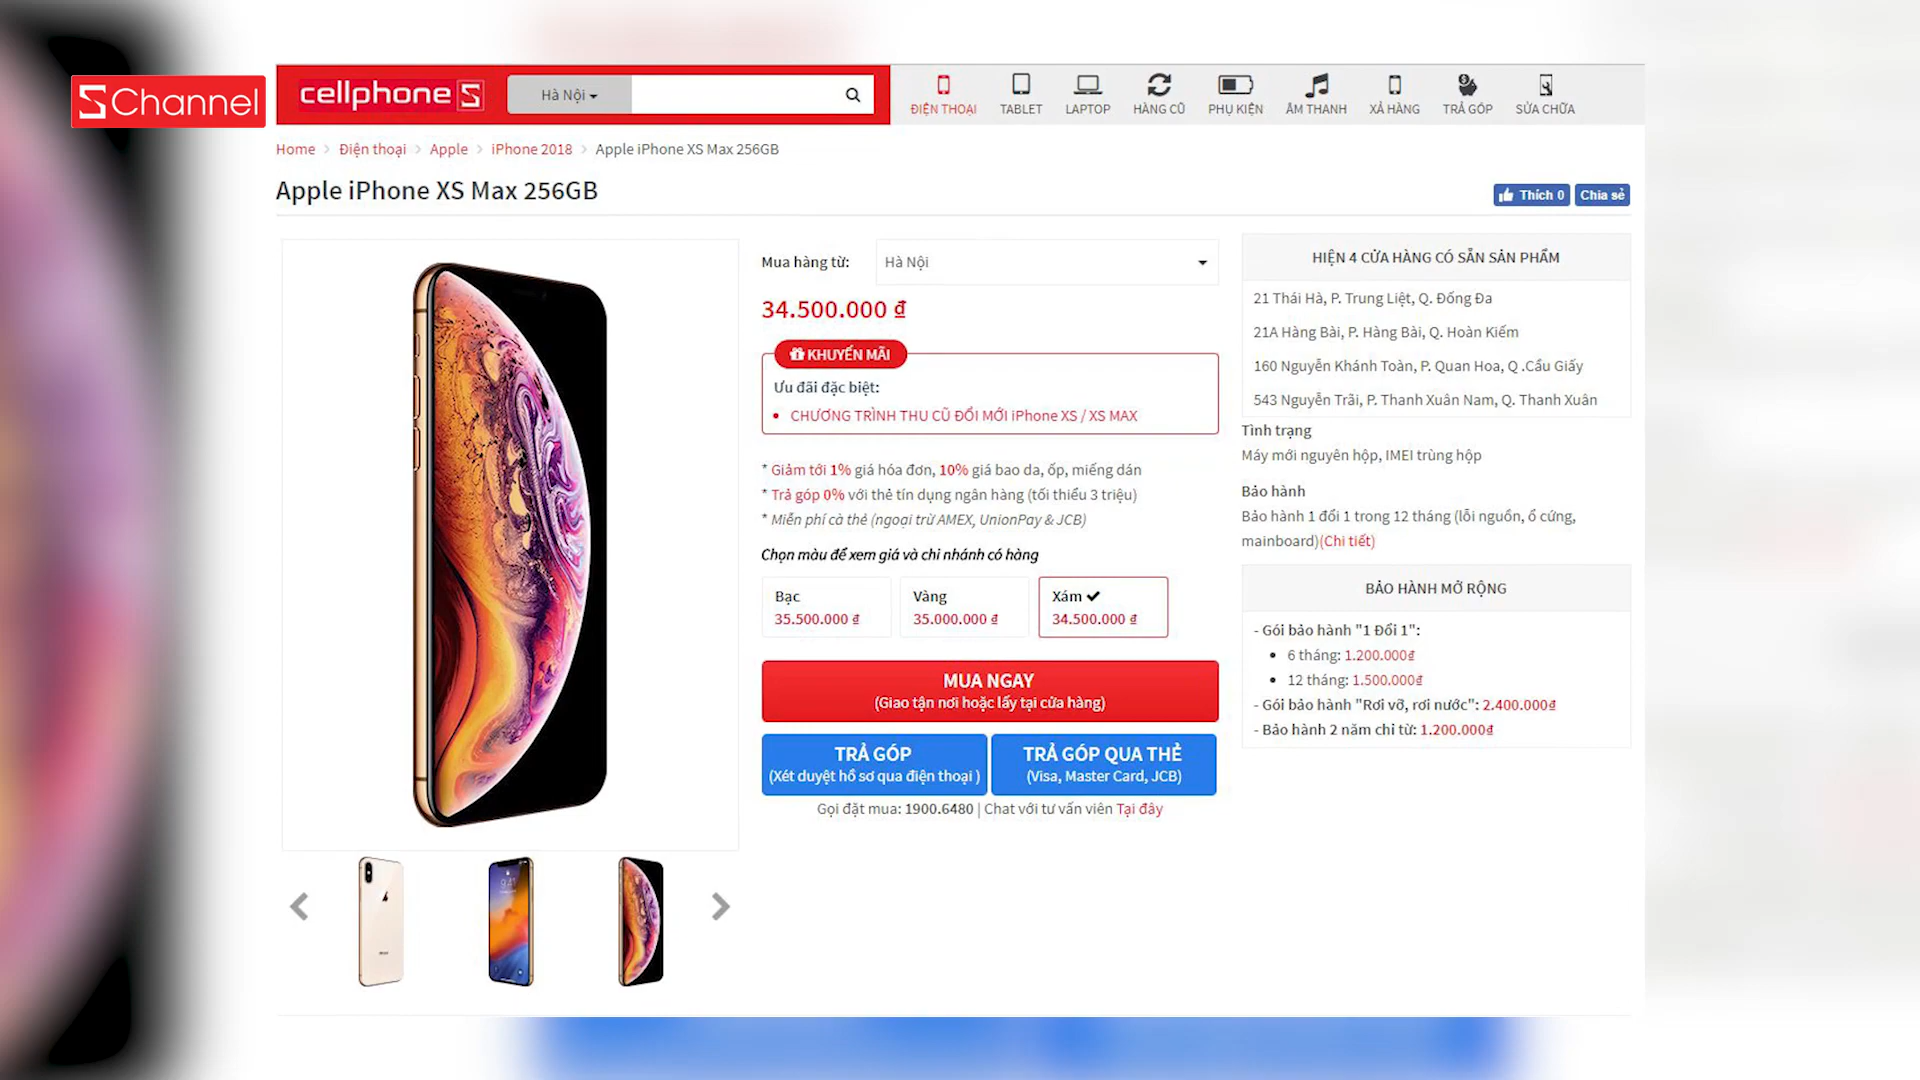 S Channel
cellphone S
Hà Nội
ĐIỆN THOẠI
TABLET
LAPTOP
HÀNG CŨ
PHỤ KIỆN
ÂM THANH
XẢ HÀNG
TRẢ GÓP
SỬA CHỮA
Home > Điện thoại > Apple > iPhone 2018 > Apple iPhone XS Max 256GB
Apple iPhone XS Max 256GB
Thích 0
Chia sẻ
Mua hàng từ:
Hà Nội
34.500.000 ₫
KHUYẾN MÃI
Ưu đãi đặc biệt:
• CHƯƠNG TRÌNH THU CŨ ĐỔI MỚI iPhone XS / XS MAX
* Giảm tới 1% giá hóa đơn, 10% giá bao da, ốp, miếng dán
* Trả góp 0% với thẻ tín dụng ngân hàng (tối thiểu 3 triệu)
* Miễn phí cà thẻ (ngoại trừ AMEX, UnionPay & JCB)
Chọn màu để xem giá và chi nhánh có hàng
Bạc
35.500.000 ₫
Vàng
35.000.000 ₫
Xám ✔
34.500.000 ₫
MUA NGAY
(Giao tận nơi hoặc lấy tại cửa hàng)
TRẢ GÓP
(Xét duyệt hồ sơ qua điện thoại )
TRẢ GÓP QUA THẺ
(Visa, Master Card, JCB)
Gọi đặt mua: 1900.6480 | Chat với tư vấn viên Tại đây
HIỆN 4 CỬA HÀNG CÓ SẴN SẢN PHẨM
21 Thái Hà, P. Trung Liệt, Q. Đống Đa
21A Hàng Bài, P. Hàng Bài, Q. Hoàn Kiếm
160 Nguyễn Khánh Toàn, P. Quan Hoa, Q .Cầu Giấy
543 Nguyễn Trãi, P. Thanh Xuân Nam, Q. Thanh Xuân
Tình trạng
Máy mới nguyên hộp, IMEI trùng hộp
Bảo hành
Bảo hành 1 đổi 1 trong 12 tháng (lỗi nguồn, ổ cứng,
mainboard)(Chi tiết)
BẢO HÀNH MỞ RỘNG
- Gói bảo hành "1 Đổi 1":
• 6 tháng: 1.200.000₫
• 12 tháng: 1.500.000₫
- Gói bảo hành "Rơi vỡ, rơi nước": 2.400.000₫
- Bảo hành 2 năm chỉ từ: 1.200.000₫
9:41